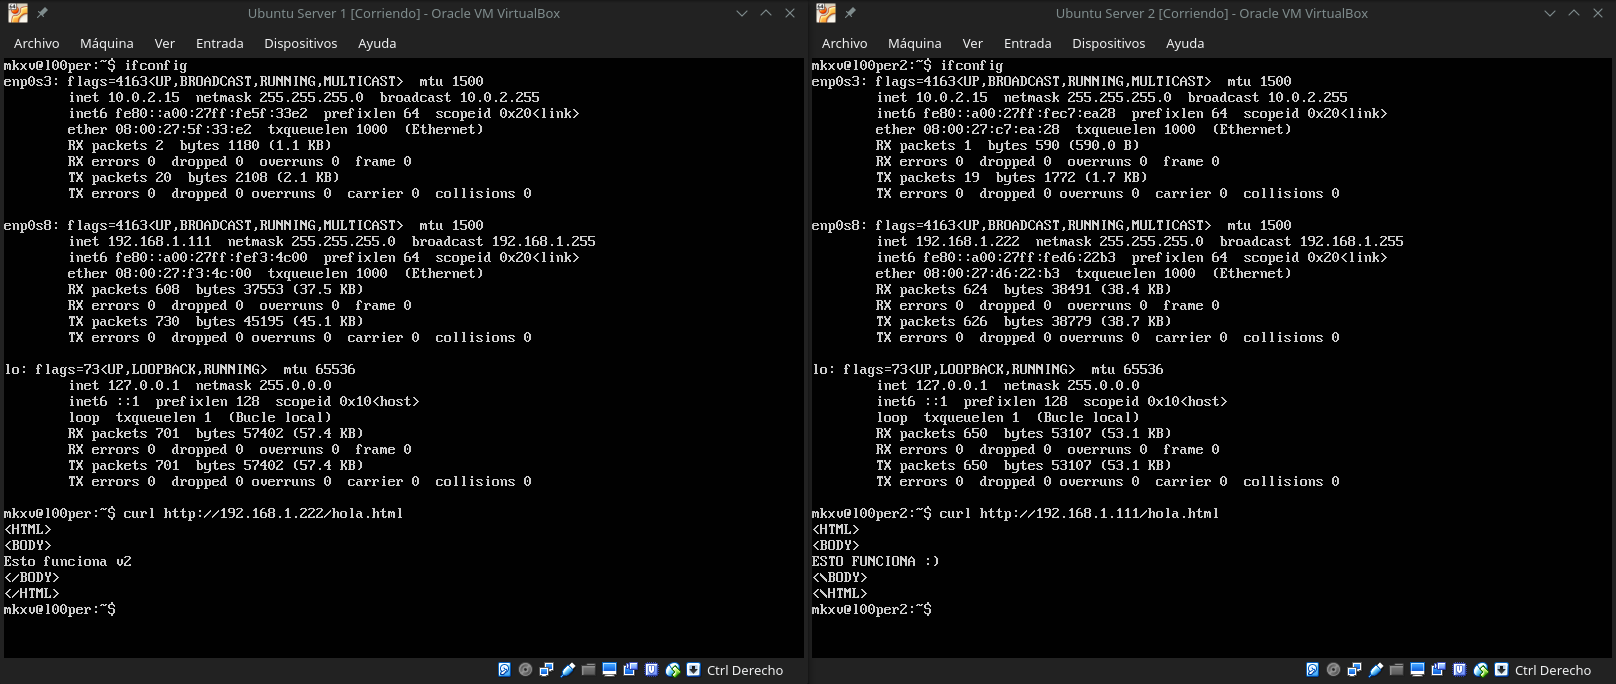 Ubuntu Server 1 [Corriendo] - Oracle VM VirtualBox
Archivo Máquina Ver Entrada Dispositivos Ayuda
mkxv@l00per:~$ ifconfig
enp0s3: flags=4163<UP,BROADCAST,RUNNING,MULTICAST>  mtu 1500
        inet 10.0.2.15  netmask 255.255.255.0  broadcast 10.0.2.255
        inet6 fe80::a00:27ff:fe5f:33e2  prefixlen 64  scopeid 0x20<link>
        ether 08:00:27:5f:33:e2  txqueuelen 1000  (Ethernet)
        RX packets 2  bytes 1180 (1.1 KB)
        RX errors 0  dropped 0  overruns 0  frame 0
        TX packets 20  bytes 2108 (2.1 KB)
        TX errors 0  dropped 0 overruns 0  carrier 0  collisions 0
enp0s8: flags=4163<UP,BROADCAST,RUNNING,MULTICAST>  mtu 1500
        inet 192.168.1.111  netmask 255.255.255.0  broadcast 192.168.1.255
        inet6 fe80::a00:27ff:fef3:4c00  prefixlen 64  scopeid 0x20<link>
        ether 08:00:27:f3:4c:00  txqueuelen 1000  (Ethernet)
        RX packets 608  bytes 37553 (37.5 KB)
        RX errors 0  dropped 0  overruns 0  frame 0
        TX packets 730  bytes 45195 (45.1 KB)
        TX errors 0  dropped 0 overruns 0  carrier 0  collisions 0
lo: flags=73<UP,LOOPBACK,RUNNING>  mtu 65536
        inet 127.0.0.1  netmask 255.0.0.0
        inet6 ::1  prefixlen 128  scopeid 0x10<host>
        loop  txqueuelen 1  (Bucle local)
        RX packets 701  bytes 57402 (57.4 KB)
        RX errors 0  dropped 0  overruns 0  frame 0
        TX packets 701  bytes 57402 (57.4 KB)
        TX errors 0  dropped 0 overruns 0  carrier 0  collisions 0
mkxv@l00per:~$ curl http://192.168.1.222/hola.html
<HTML>
<BODY>
Esto funciona v2
</BODY>
</HTML>
mkxv@l00per:~$
Ctrl Derecho
Ubuntu Server 2 [Corriendo] - Oracle VM VirtualBox
Archivo Máquina Ver Entrada Dispositivos Ayuda
mkxv@l00per2:~$ ifconfig
enp0s3: flags=4163<UP,BROADCAST,RUNNING,MULTICAST>  mtu 1500
        inet 10.0.2.15  netmask 255.255.255.0  broadcast 10.0.2.255
        inet6 fe80::a00:27ff:fec7:ea28  prefixlen 64  scopeid 0x20<link>
        ether 08:00:27:c7:ea:28  txqueuelen 1000  (Ethernet)
        RX packets 1  bytes 590 (590.0 B)
        RX errors 0  dropped 0  overruns 0  frame 0
        TX packets 19  bytes 1772 (1.7 KB)
        TX errors 0  dropped 0 overruns 0  carrier 0  collisions 0
enp0s8: flags=4163<UP,BROADCAST,RUNNING,MULTICAST>  mtu 1500
        inet 192.168.1.222  netmask 255.255.255.0  broadcast 192.168.1.255
        inet6 fe80::a00:27ff:fed6:22b3  prefixlen 64  scopeid 0x20<link>
        ether 08:00:27:d6:22:b3  txqueuelen 1000  (Ethernet)
        RX packets 624  bytes 38491 (38.4 KB)
        RX errors 0  dropped 0  overruns 0  frame 0
        TX packets 626  bytes 38779 (38.7 KB)
        TX errors 0  dropped 0 overruns 0  carrier 0  collisions 0
lo: flags=73<UP,LOOPBACK,RUNNING>  mtu 65536
        inet 127.0.0.1  netmask 255.0.0.0
        inet6 ::1  prefixlen 128  scopeid 0x10<host>
        loop  txqueuelen 1  (Bucle local)
        RX packets 650  bytes 53107 (53.1 KB)
        RX errors 0  dropped 0  overruns 0  frame 0
        TX packets 650  bytes 53107 (53.1 KB)
        TX errors 0  dropped 0 overruns 0  carrier 0  collisions 0
mkxv@l00per2:~$ curl http://192.168.1.111/hola.html
<HTML>
<BODY>
ESTO FUNCIONA :)
<\BODY>
<\HTML>
mkxv@l00per2:~$
Ctrl Derecho